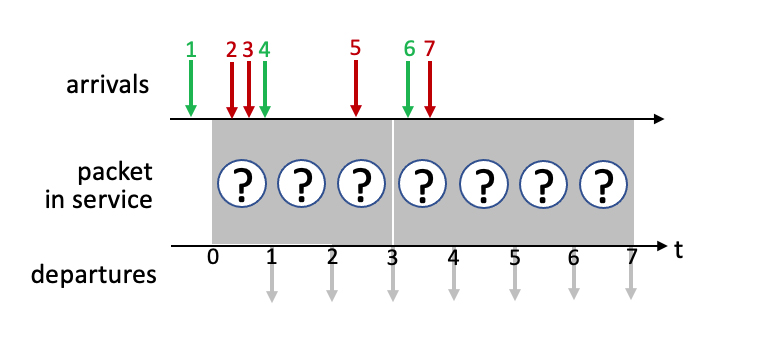 1 2 3 4 5 6 7
arrivals
packet
in service
? ? ? ? ? ? ?
0 1 2 3 4 5 6 7 t
departures